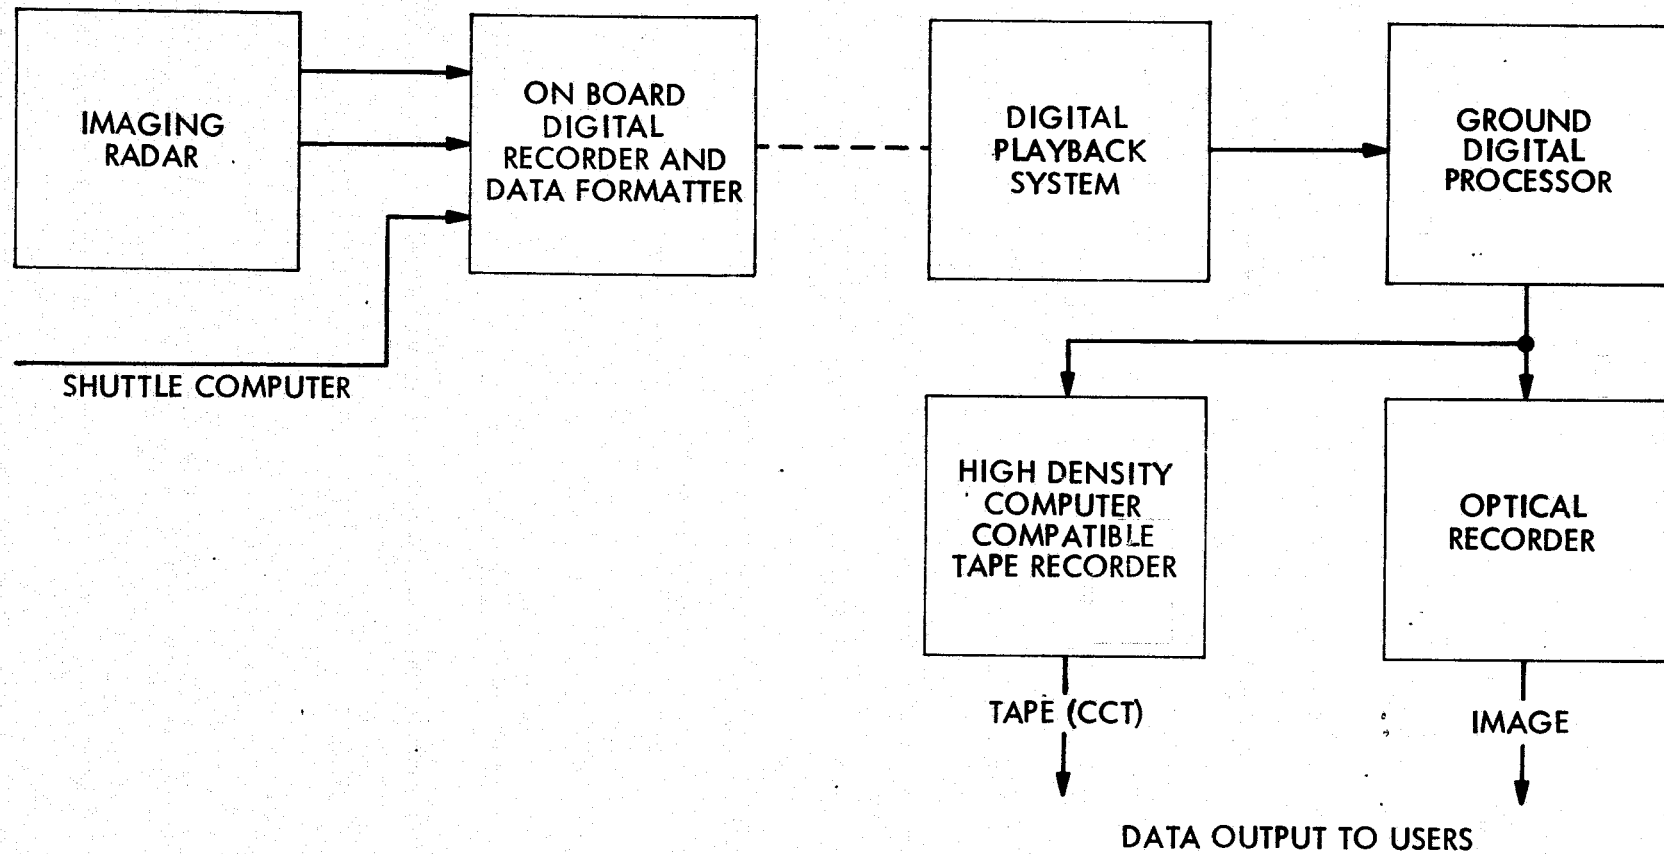 IMAGING
RADAR
ON BOARD
DIGITAL
RECORDER AND
DATA FORMATTER
DIGITAL
PLAYBACK
SYSTEM
GROUND
DIGITAL
PROCESSOR
SHUTTLE COMPUTER
HIGH DENSITY
COMPUTER
COMPATIBLE
TAPE RECORDER
OPTICAL
RECORDER
TAPE (CCT)
IMAGE
DATA OUTPUT TO USERS